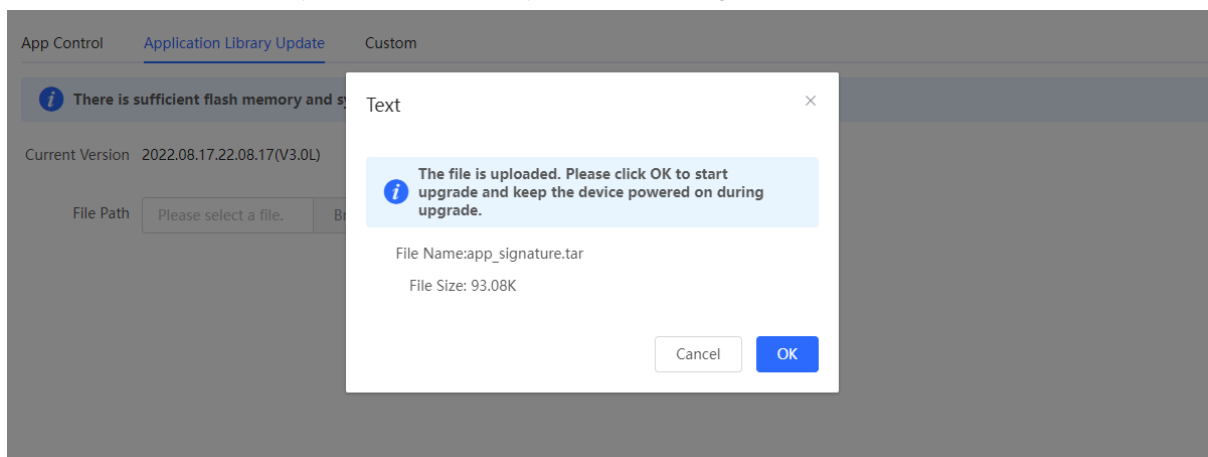 App Control Application Library Update Custom
There is sufficient flash memory and
Text
The file is uploaded. Please click OK to start
upgrade and keep the device powered on during
upgrade.
Current Version 2022.08.17.22.08.17(V3.0L)
File Path Please select a file.
File Name:app_signature.tar
File Size: 93.08K
Cancel OK